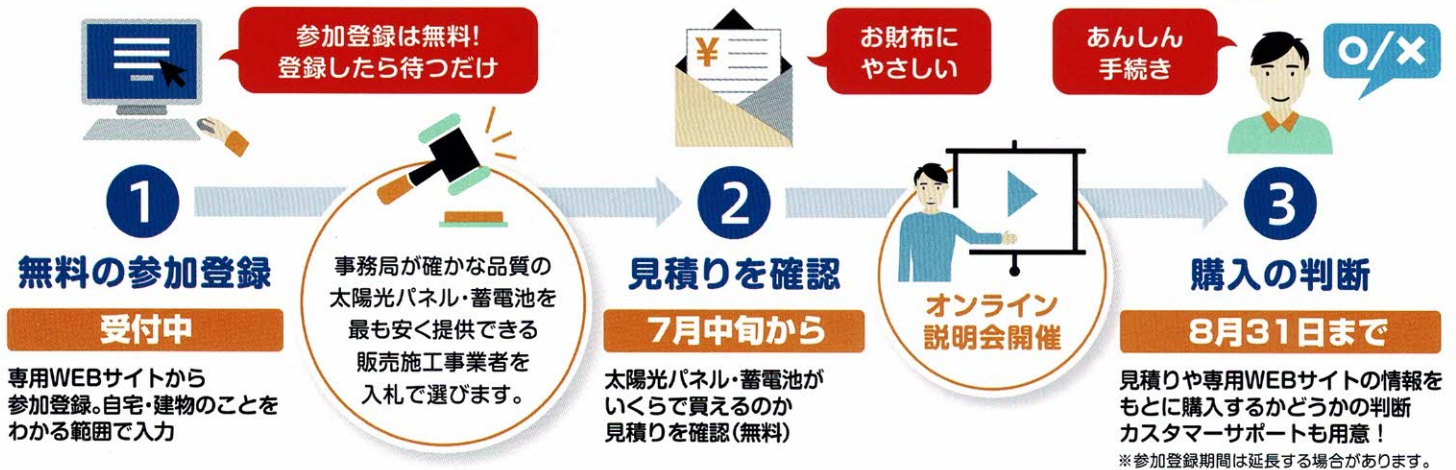 参加登録は無料!
登録したら待つだけ
¥
お財布に
やさしい
あんしん
手続き
○/×
1
無料の参加登録
受付中
専用WEBサイトから
参加登録。自宅・建物のことを
わかる範囲で入力
事務局が確かな品質の
太陽光パネル・蓄電池を
最も安く提供できる
販売施工事業者を
入札で選びます。
2
見積りを確認
7月中旬から
太陽光パネル・蓄電池が
いくらで買えるのか
見積りを確認(無料)
オンライン
説明会開催
3
購入の判断
8月31日まで
見積りや専用WEBサイトの情報を
もとに購入するかどうかの判断
カスタマーサポートも用意！
※参加登録期間は延長する場合があります。